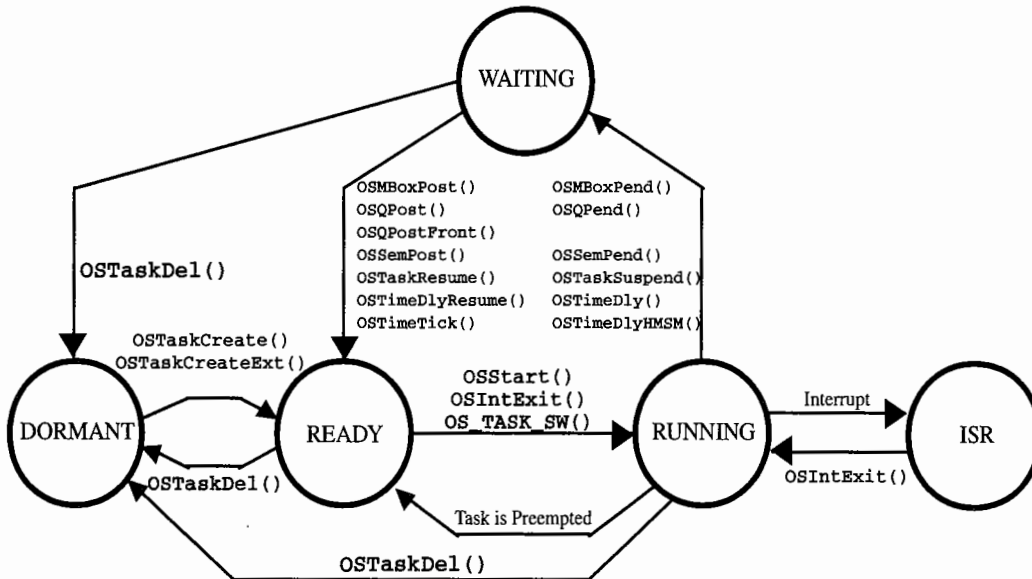 WAITING
OSMBoxPost()
OSQPost()
OSQPostFront()
OSSemPost()
OSTaskResume()
OSTimeDlyResume()
OSTimeTick()
OSMBoxPend()
OSQPend()
OSSemPend()
OSTaskSuspend()
OSTimeDly()
OSTimeDlyHMSM()
OSTaskDel()
OSTaskCreate()
OSTaskCreateExt()
OSStart()
OSIntExit()
OS_TASK_SW()
Interrupt
DORMANT
READY
RUNNING
ISR
OSTaskDel()
OSIntExit()
Task is Preempted
OSTaskDel()